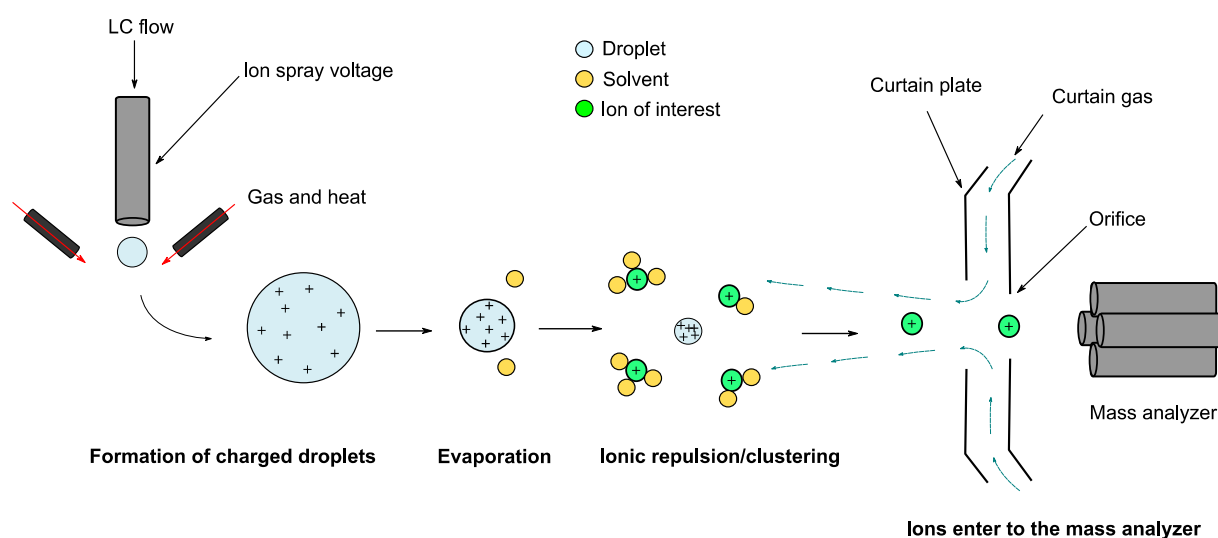 LC flow
Ion spray voltage
Gas and heat
Droplet
Solvent
Ion of interest
Curtain plate
Curtain gas
Orifice
Mass analyzer
Formation of charged droplets
Evaporation
Ionic repulsion/clustering
Ions enter to the mass analyzer